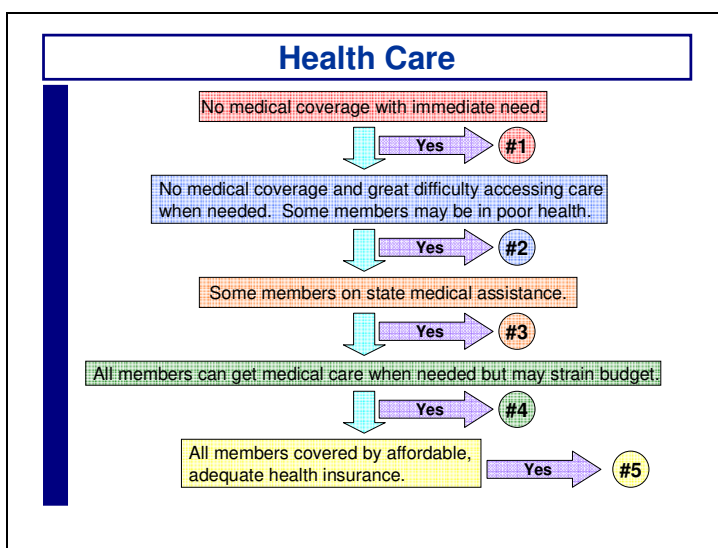 Health Care
No medical coverage with immediate need.
Yes
#1
No medical coverage and great difficulty accessing care
when needed.  Some members may be in poor health.
Yes
#2
Some members on state medical assistance.
Yes
#3
All members can get medical care when needed but may strain budget.
Yes
#4
All members covered by affordable,
adequate health insurance.
Yes
#5